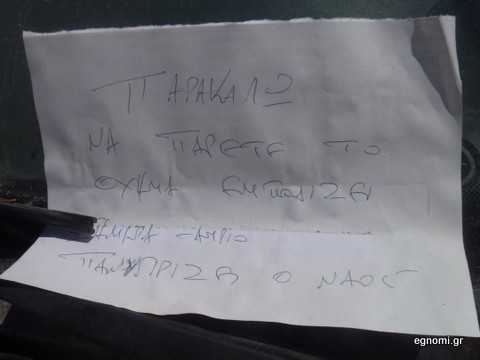 ΠΑΡΑΚΑΛΩ
ΝΑ ΠΑΡΕΤΕ ΤΟ
ΟΧΗΜΑ ΕΜΠΟΔΙΖΕΙ
ΑΥΡΙΟ
ΠΑΝΗΓΥΡΙΖΕΙ Ο ΝΑΟΣ
egnomi.gr